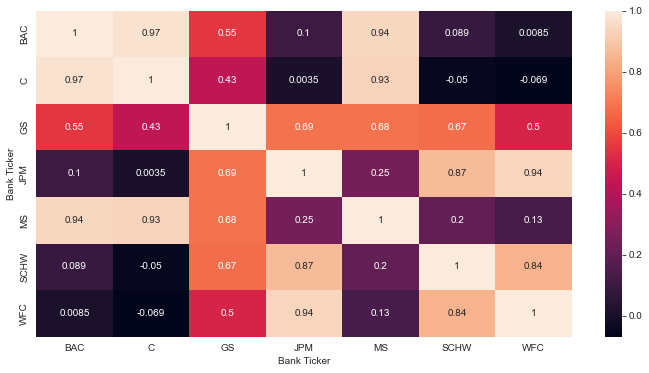 BAC 1 0.97 0.55 0.1 0.94 0.089 0.0085
C 0.97 1 0.43 0.0035 0.93 -0.05 -0.069
GS 0.55 0.43 1 0.69 0.68 0.67 0.5
JPM 0.1 0.0035 0.69 1 0.25 0.87 0.94
MS 0.94 0.93 0.68 0.25 1 0.2 0.13
SCHW 0.089 -0.05 0.67 0.87 0.2 1 0.84
WFC 0.0085 -0.069 0.5 0.94 0.13 0.84 1
BAC C GS JPM MS SCHW WFC
Bank Ticker
Bank Ticker
1.0
0.8
0.6
0.4
0.2
0.0